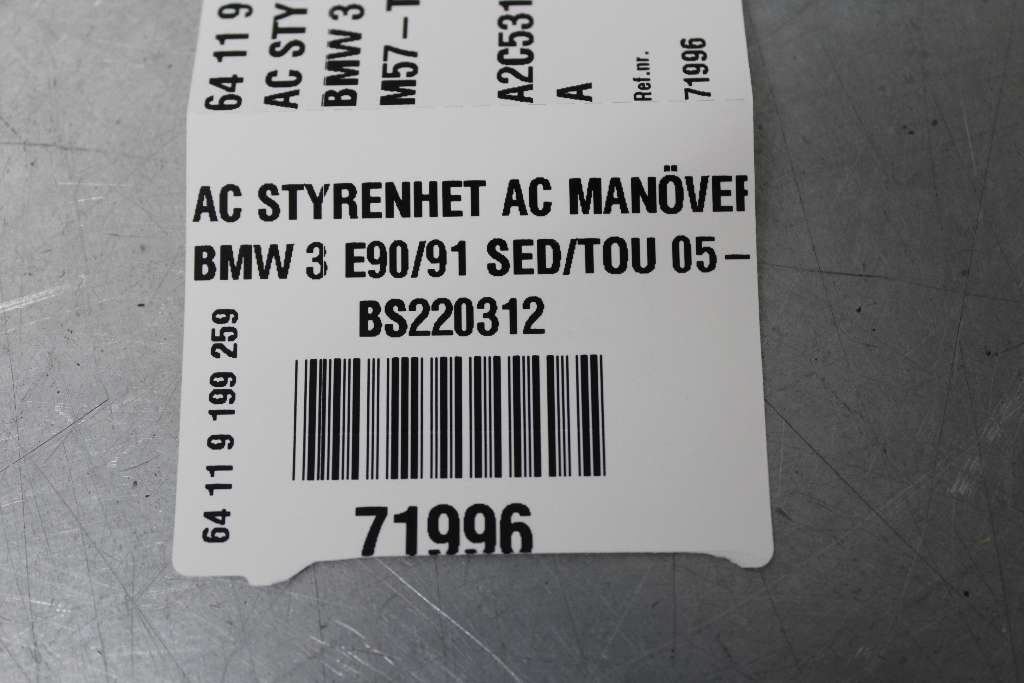 64 11 9
AC STY
BMW 3
M57-T
A2C531
A
Ref.nr.
71996
AC STYRENHET AC MANÖVER
BMW 3 E90/91 SED/TOU 05-
BS220312
64 11 9 199 259
71996